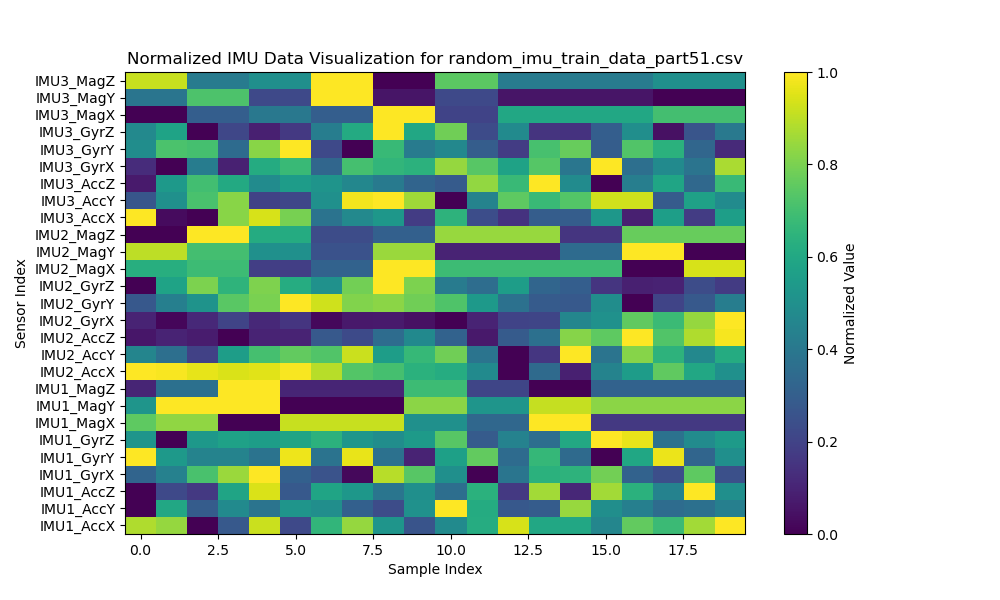 Normalized IMU Data Visualization for random_imu_train_data_part51.csv
IMU3_MagZ
IMU3_MagY
IMU3_MagX
IMU3_GyrZ
IMU3_GyrY
IMU3_GyrX
IMU3_AccZ
IMU3_AccY
IMU3_AccX
IMU2_MagZ
IMU2_MagY
IMU2_MagX
IMU2_GyrZ
IMU2_GyrY
IMU2_GyrX
IMU2_AccZ
IMU2_AccY
IMU2_AccX
IMU1_MagZ
IMU1_MagY
IMU1_MagX
IMU1_GyrZ
IMU1_GyrY
IMU1_GyrX
IMU1_AccZ
IMU1_AccY
IMU1_AccX
Sensor Index
0.0 2.5 5.0 7.5 10.0 12.5 15.0 17.5
Sample Index
1.0
0.8
0.6
0.4
0.2
0.0
Normalized Value